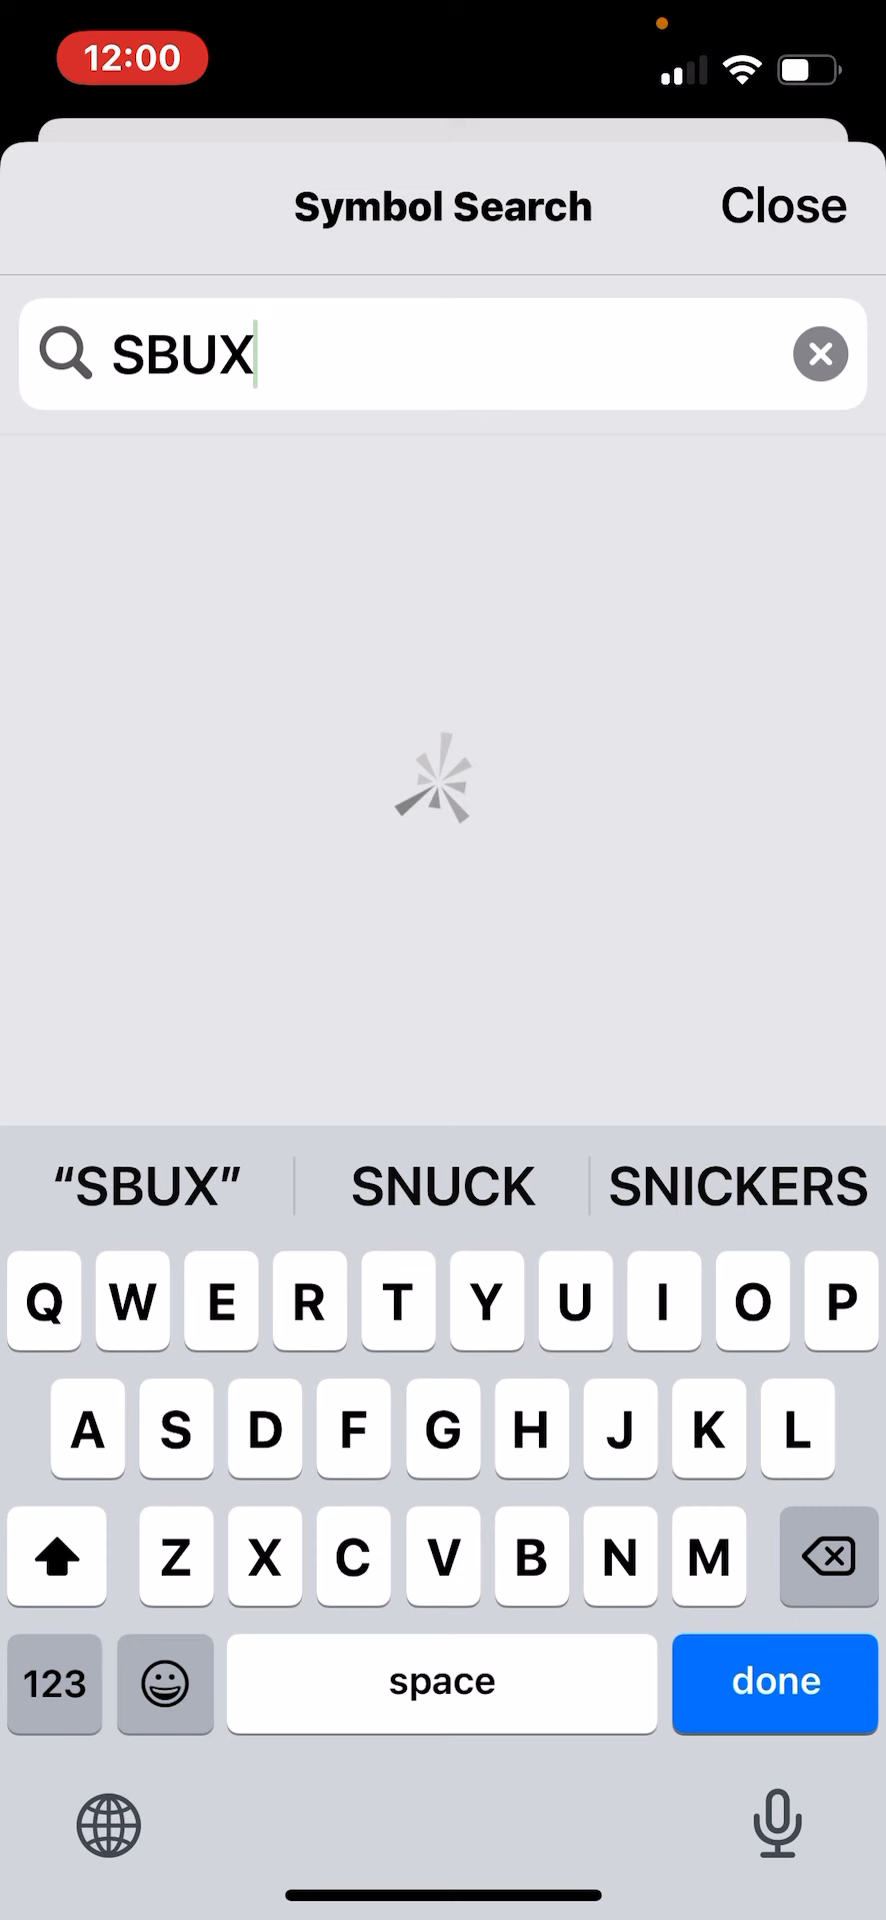 12:00
Symbol Search
Close
SBUX
“SBUX”
SNUCK
SNICKERS
Q W E R T Y U I O P
A S D F G H J K L
Z X C V B N M
123
space
done